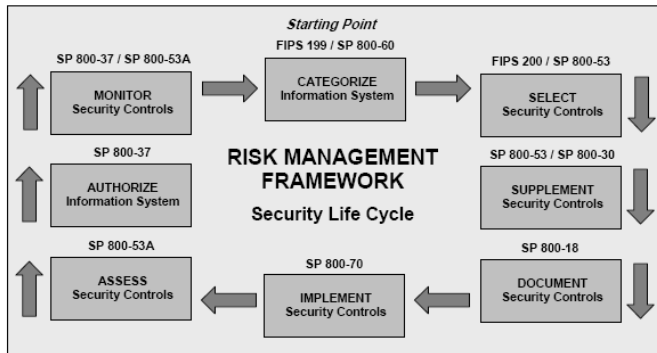 Starting Point
FIPS 199 / SP 800-60
CATEGORIZE
Information System
FIPS 200 / SP 800-53
SELECT
Security Controls
SP 800-53 / SP 800-30
SUPPLEMENT
Security Controls
SP 800-18
DOCUMENT
Security Controls
SP 800-70
IMPLEMENT
Security Controls
SP 800-53A
ASSESS
Security Controls
SP 800-37
AUTHORIZE
Information System
SP 800-37 / SP 800-53A
MONITOR
Security Controls
RISK MANAGEMENT
FRAMEWORK
Security Life Cycle